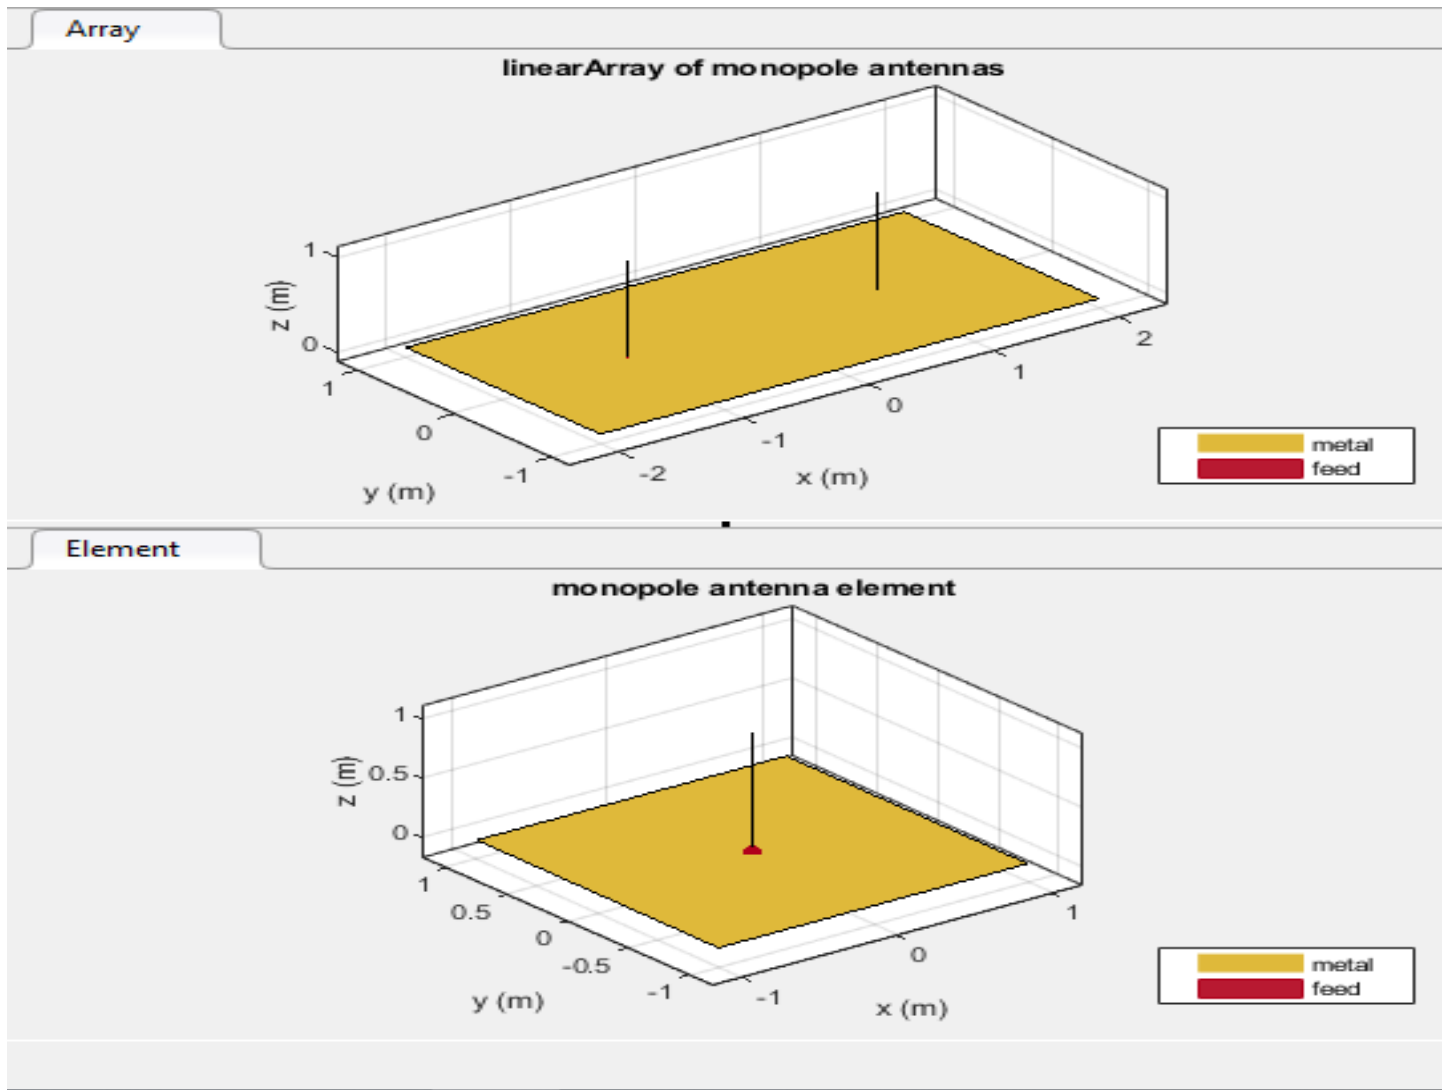 Array
linearArray of monopole antennas
1
0
z (m)
1
0
-1
y (m)
-2
-1
0
1
2
x (m)
metal
feed
Element
monopole antenna element
1
0.5
0
z (m)
1
0.5
0
-0.5
-1
y (m)
-1
0
1
x (m)
metal
feed